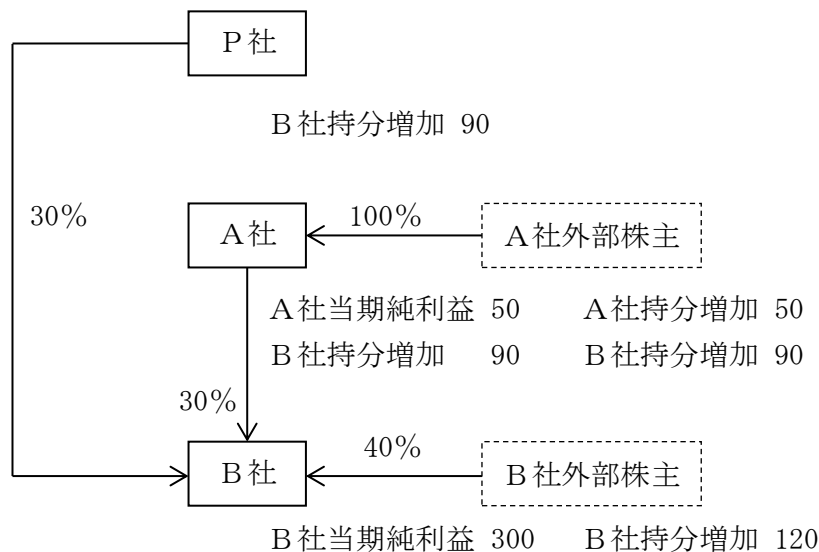 P社
B社持分増加 90
30% A社 100% A社外部株主
A社当期純利益 50 A社持分増加 50
B社持分増加 90 B社持分増加 90
30%
B社 40% B社外部株主
B社当期純利益 300 B社持分増加 120